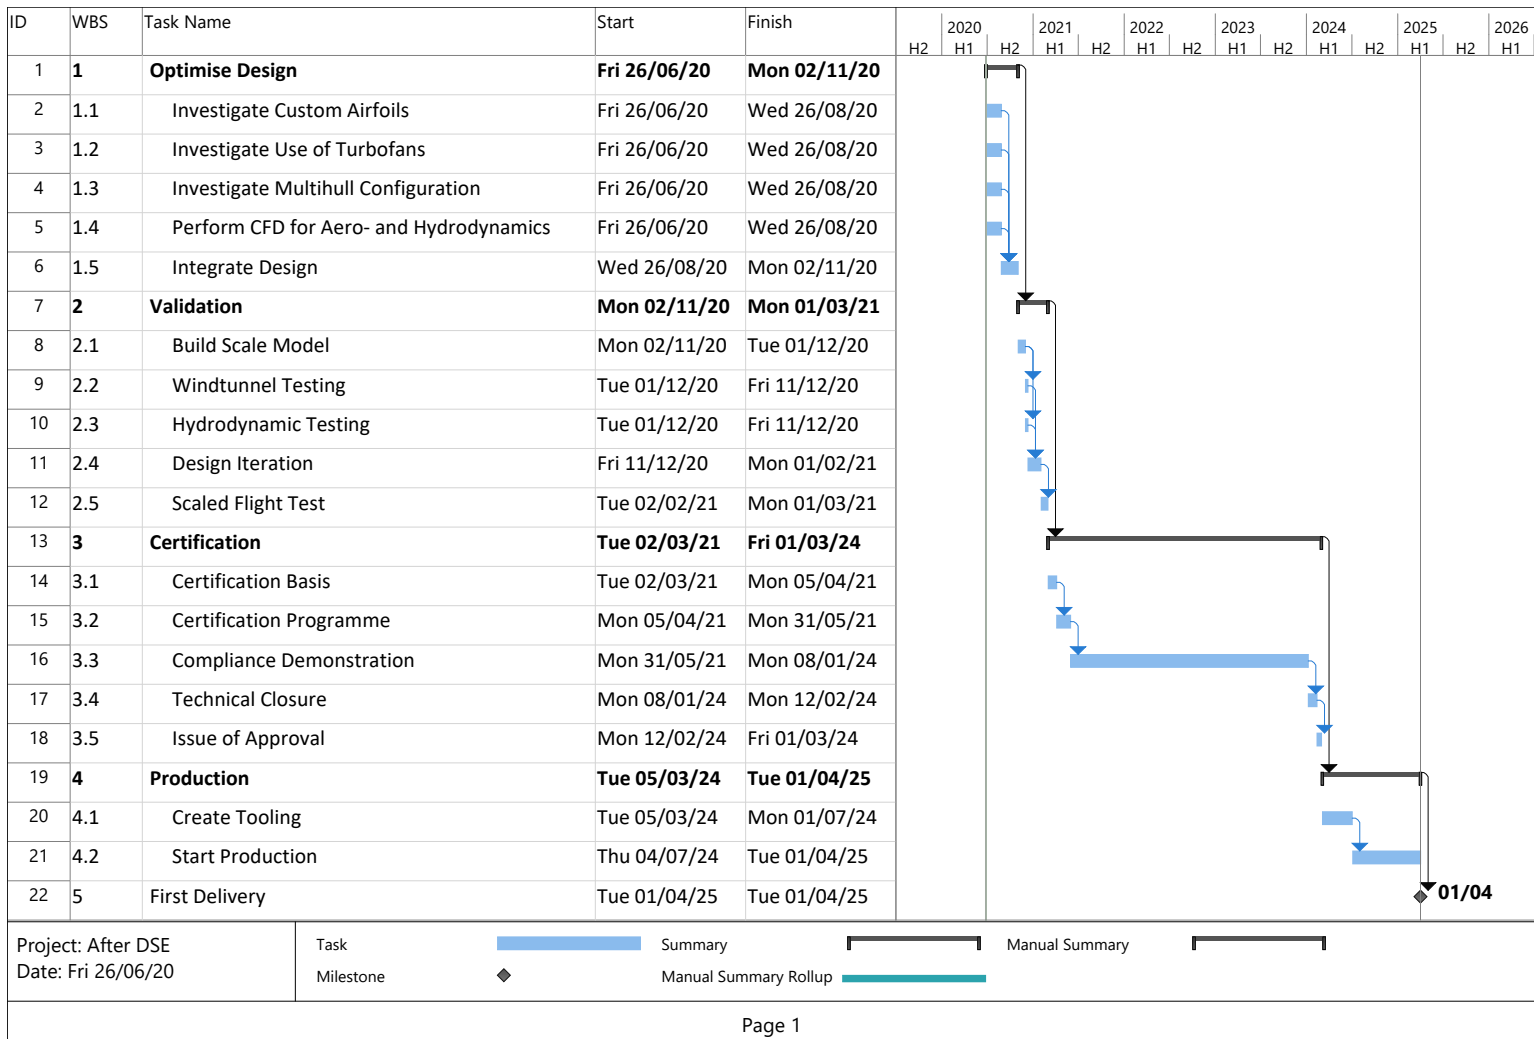 ID WBS Task Name Start Finish 2020 2021 2022 2023 2024 2025 2026
H2 H1 H2 H1 H2 H1 H2 H1 H2 H1 H2 H1 H2 H1
1 1 Optimise Design Fri 26/06/20 Mon 02/11/20
2 1.1 Investigate Custom Airfoils Fri 26/06/20 Wed 26/08/20
3 1.2 Investigate Use of Turbofans Fri 26/06/20 Wed 26/08/20
4 1.3 Investigate Multihull Configuration Fri 26/06/20 Wed 26/08/20
5 1.4 Perform CFD for Aero- and Hydrodynamics Fri 26/06/20 Wed 26/08/20
6 1.5 Integrate Design Wed 26/08/20 Mon 02/11/20
7 2 Validation Mon 02/11/20 Mon 01/03/21
8 2.1 Build Scale Model Mon 02/11/20 Tue 01/12/20
9 2.2 Windtunnel Testing Tue 01/12/20 Fri 11/12/20
10 2.3 Hydrodynamic Testing Tue 01/12/20 Fri 11/12/20
11 2.4 Design Iteration Fri 11/12/20 Mon 01/02/21
12 2.5 Scaled Flight Test Tue 02/02/21 Mon 01/03/21
13 3 Certification Tue 02/03/21 Fri 01/03/24
14 3.1 Certification Basis Tue 02/03/21 Mon 05/04/21
15 3.2 Certification Programme Mon 05/04/21 Mon 31/05/21
16 3.3 Compliance Demonstration Mon 31/05/21 Mon 08/01/24
17 3.4 Technical Closure Mon 08/01/24 Mon 12/02/24
18 3.5 Issue of Approval Mon 12/02/24 Fri 01/03/24
19 4 Production Tue 05/03/24 Tue 01/04/25
20 4.1 Create Tooling Tue 05/03/24 Mon 01/07/24
21 4.2 Start Production Thu 04/07/24 Tue 01/04/25
22 5 First Delivery Tue 01/04/25 Tue 01/04/25 01/04
Project: After DSE
Date: Fri 26/06/20
Task Summary Manual Summary
Milestone Manual Summary Rollup
Page 1